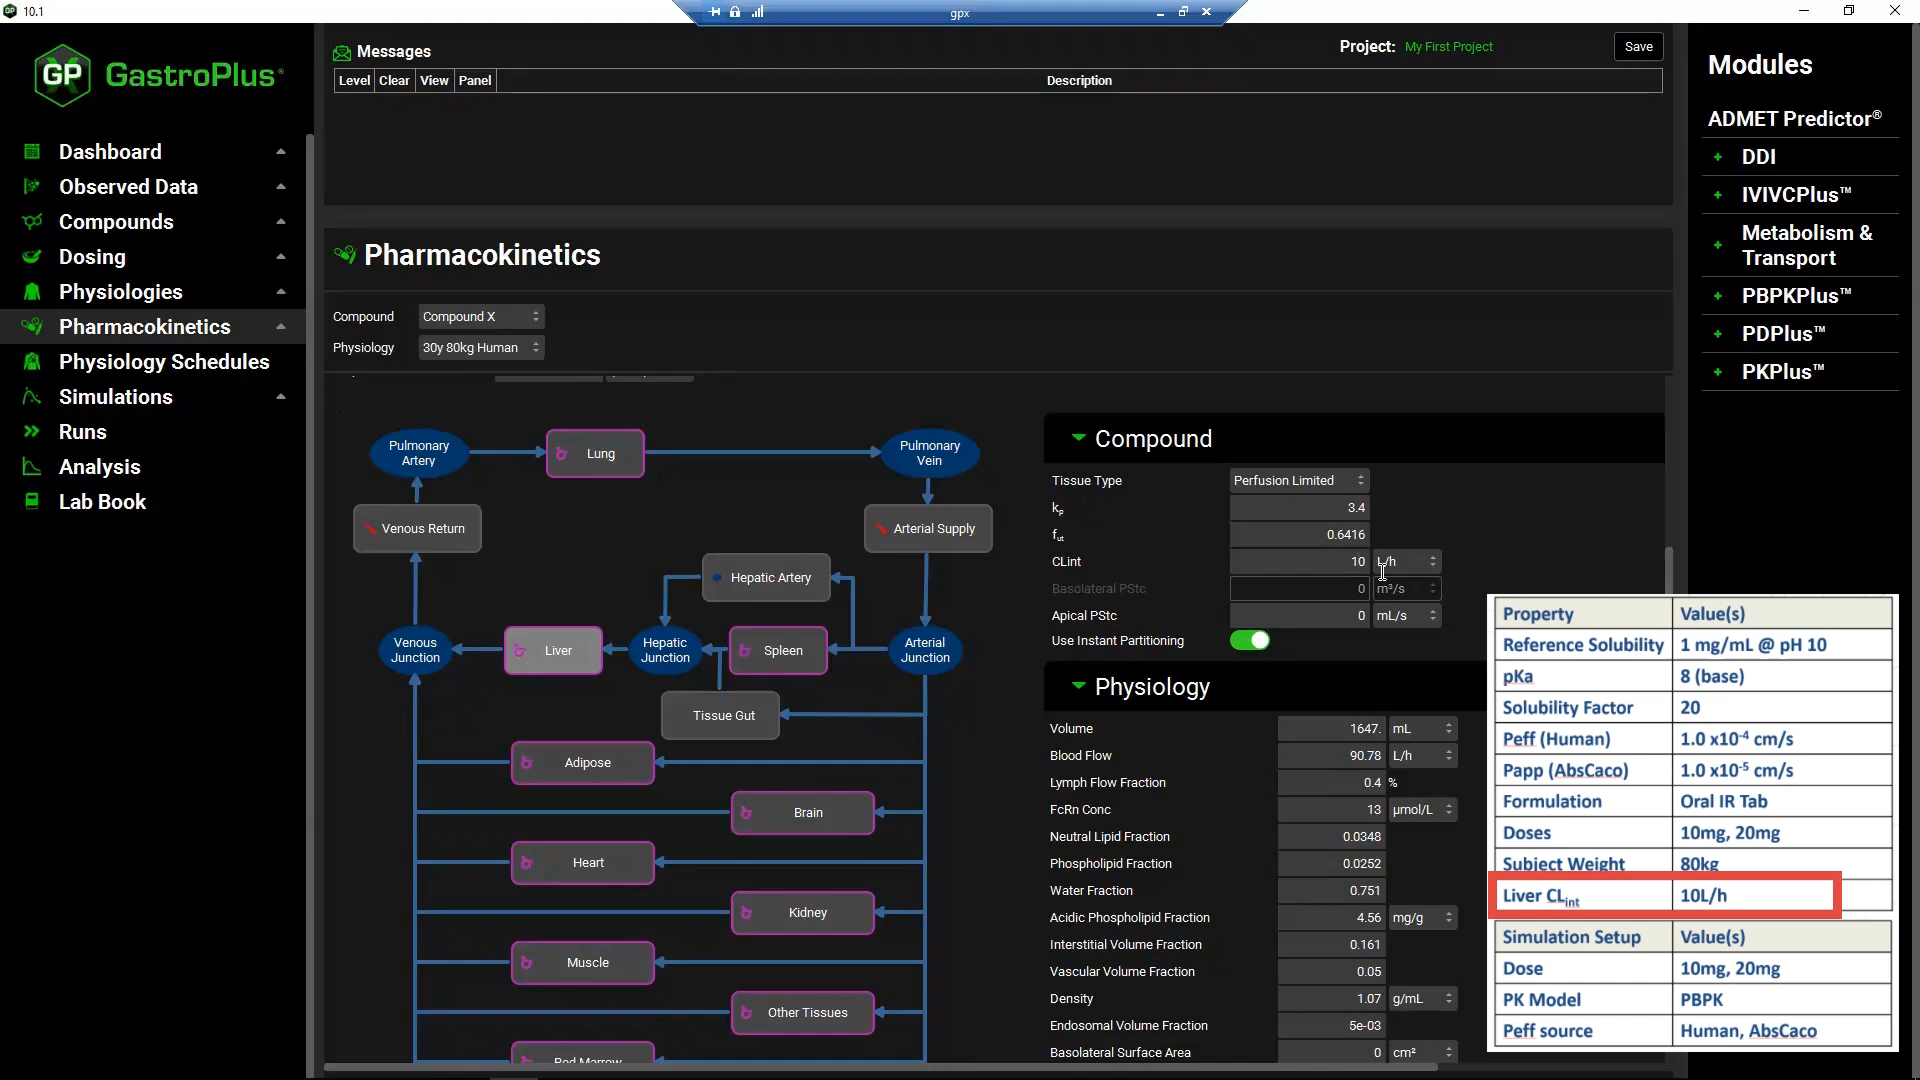 10.1
gpx
GP
GastroPlus
Dashboard
Observed Data
Compounds
Dosing
Physiologies
Pharmacokinetics
Physiology Schedules
Simulations
Runs
Analysis
Lab Book
Messages
Project: My First Project
Save
Level Clear View Panel Description
Pharmacokinetics
Compound Compound X
Physiology 30y 80kg Human
Pulmonary Artery
Lung
Pulmonary Vein
Venous Return
Arterial Supply
Hepatic Artery
Venous Junction
Liver
Hepatic Junction
Spleen
Arterial Junction
Tissue Gut
Adipose
Brain
Heart
Kidney
Muscle
Other Tissues
Red Marrow
Compound
Tissue Type Perfusion Limited
kp 3.4
fut 0.6416
CLint 10 L/h
Basolateral PStc 0 m³/s
Apical PStc 0 mL/s
Use Instant Partitioning
Physiology
Volume 1647. mL
Blood Flow 90.78 L/h
Lymph Flow Fraction 0.4 %
FcRn Conc 13 µmol/L
Neutral Lipid Fraction 0.0348
Phospholipid Fraction 0.0252
Water Fraction 0.751
Acidic Phospholipid Fraction 4.56 mg/g
Interstitial Volume Fraction 0.161
Vascular Volume Fraction 0.05
Density 1.07 g/mL
Endosomal Volume Fraction 5e-03
Basolateral Surface Area 0 cm²
Modules
ADMET Predictor®
DDI
IVIVCPlus™
Metabolism & Transport
PBPKPlus™
PDPlus™
PKPlus™
Property Value(s)
Reference Solubility 1 mg/mL @ pH 10
pKa 8 (base)
Solubility Factor 20
Peff (Human) 1.0 x10⁻⁴ cm/s
Papp (AbsCaco) 1.0 x10⁻⁵ cm/s
Formulation Oral IR Tab
Doses 10mg, 20mg
Subject Weight 80kg
Liver CLint 10L/h
Simulation Setup Value(s)
Dose 10mg, 20mg
PK Model PBPK
Peff source Human, AbsCaco